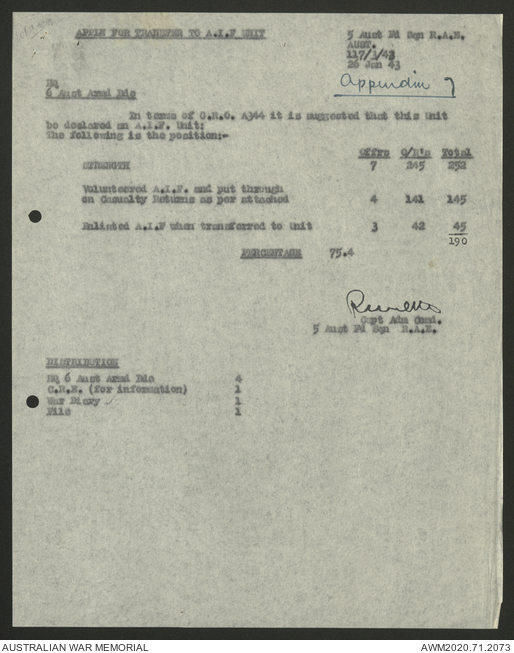 APPLN FOR TRANSFER TO A.I.F UNIT
5 Aust Fd Sqn R.A.E.
AUST.
117/1/43
26 Jan 43
Appendix 7
HQ
6 Aust Armd Div
In terms of G.R.O. A344 it is suggested that this Unit
be declared an A.I.F. Unit:
The following is the position:-
Offrs O/R's Total
STRENGTH 7 245 252
Volunteered A.I.F. and put through
on Casualty Returns as per attached 4 141 145
Enlisted A.I.F when transferred to Unit 3 42 45
190
PERCENTAGE 75.4
Capt Adm Comd.
5 Aust Fd Sqn R.A.E.
DISTRIBUTION
HQ 6 Aust Armd Div 4
C.R.E. (for information) 1
War Diary 1
File 1
AUSTRALIAN WAR MEMORIAL
AWM2020.71.2073